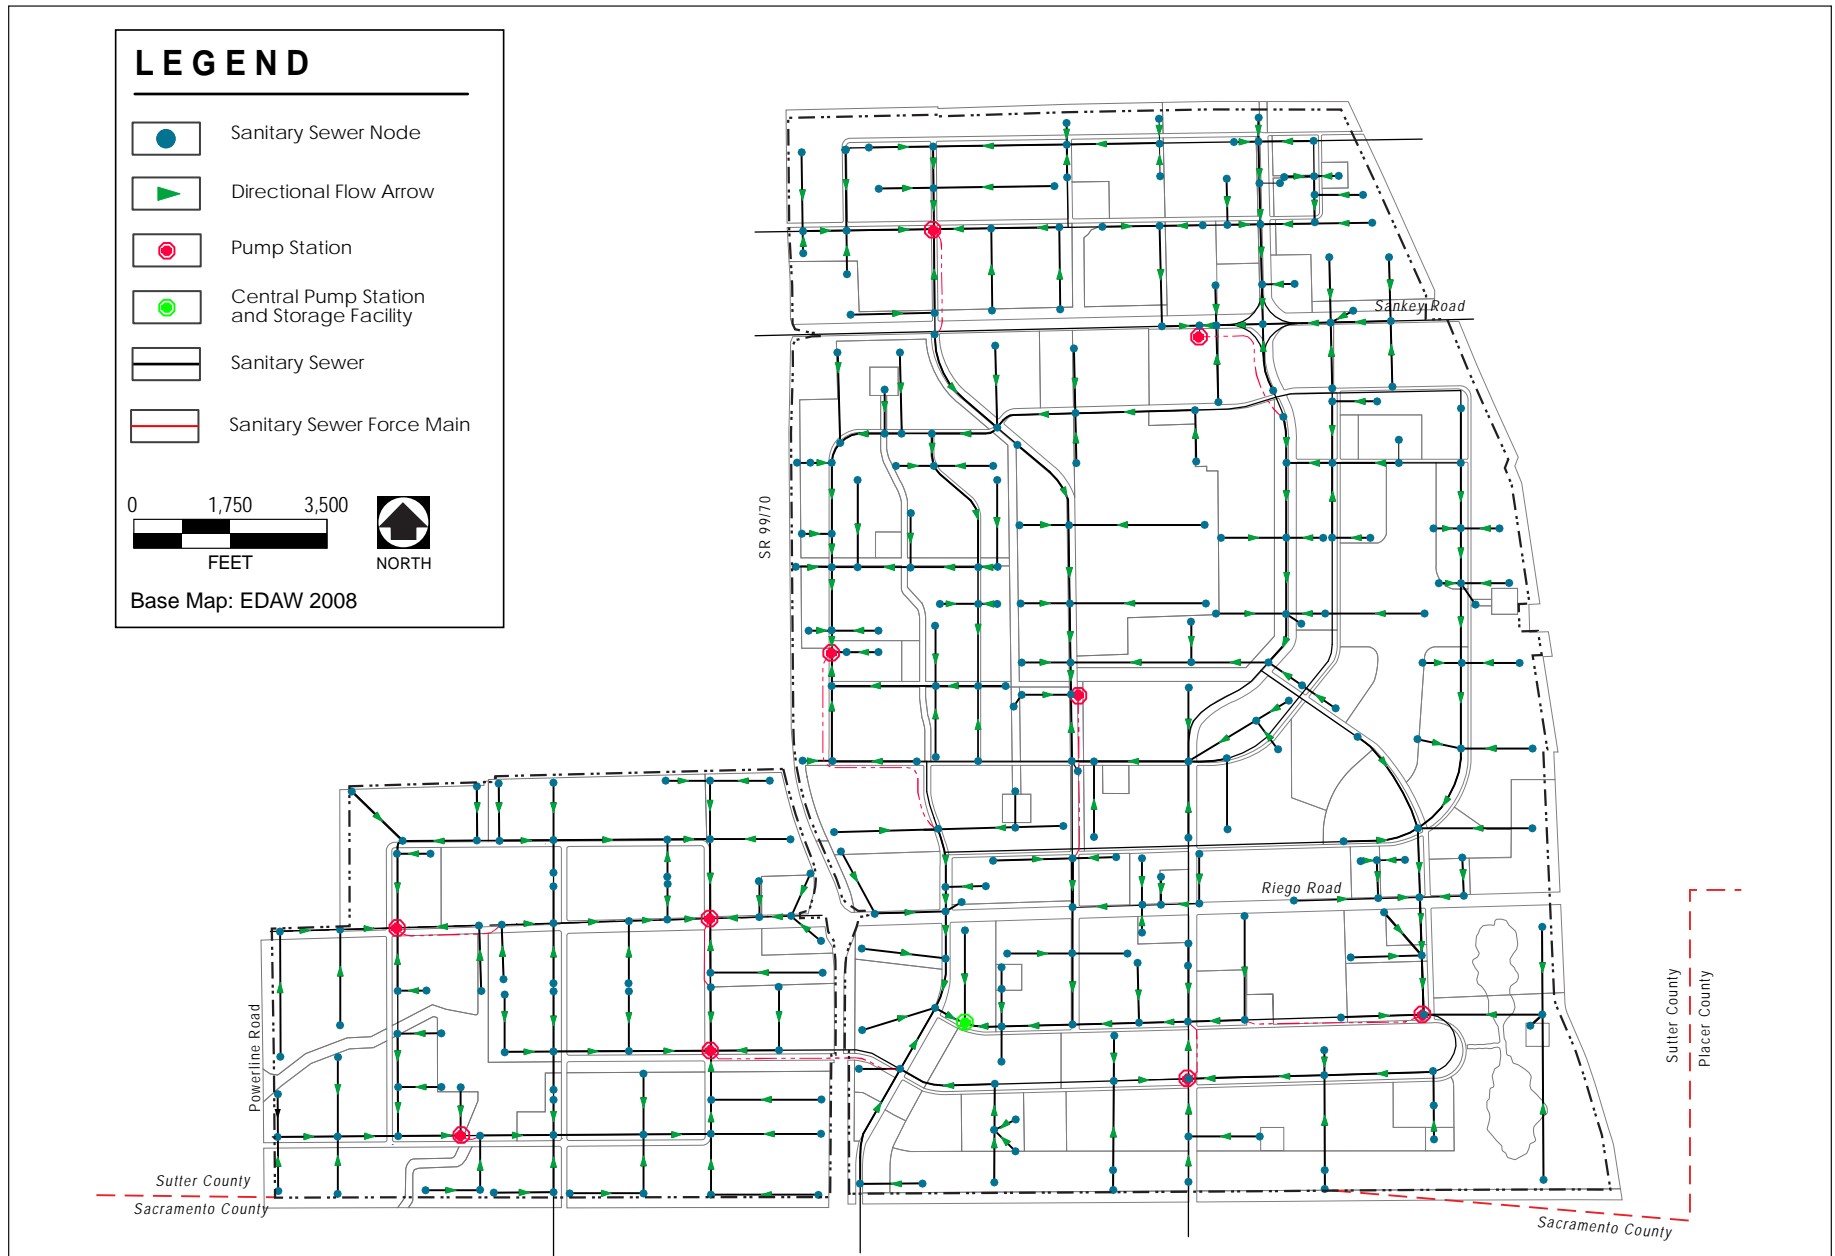 LEGEND
Sanitary Sewer Node
Directional Flow Arrow
Pump Station
Central Pump Station
and Storage Facility
Sanitary Sewer
Sanitary Sewer Force Main
0 1,750 3,500
FEET
NORTH
Base Map: EDAW 2008
Sankey Road
SR 99/70
Riego Road
Powerline Road
Sutter County
Placer County
Sutter County
Sacramento County
Sacramento County